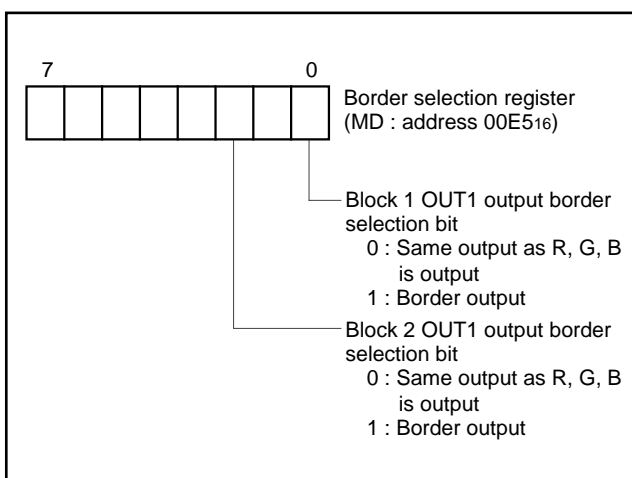 7 0
Border selection register
(MD : address 00E516)
Block 1 OUT1 output border
selection bit
0 : Same output as R, G, B
is output
1 : Border output
Block 2 OUT1 output border
selection bit
0 : Same output as R, G, B
is output
1 : Border output